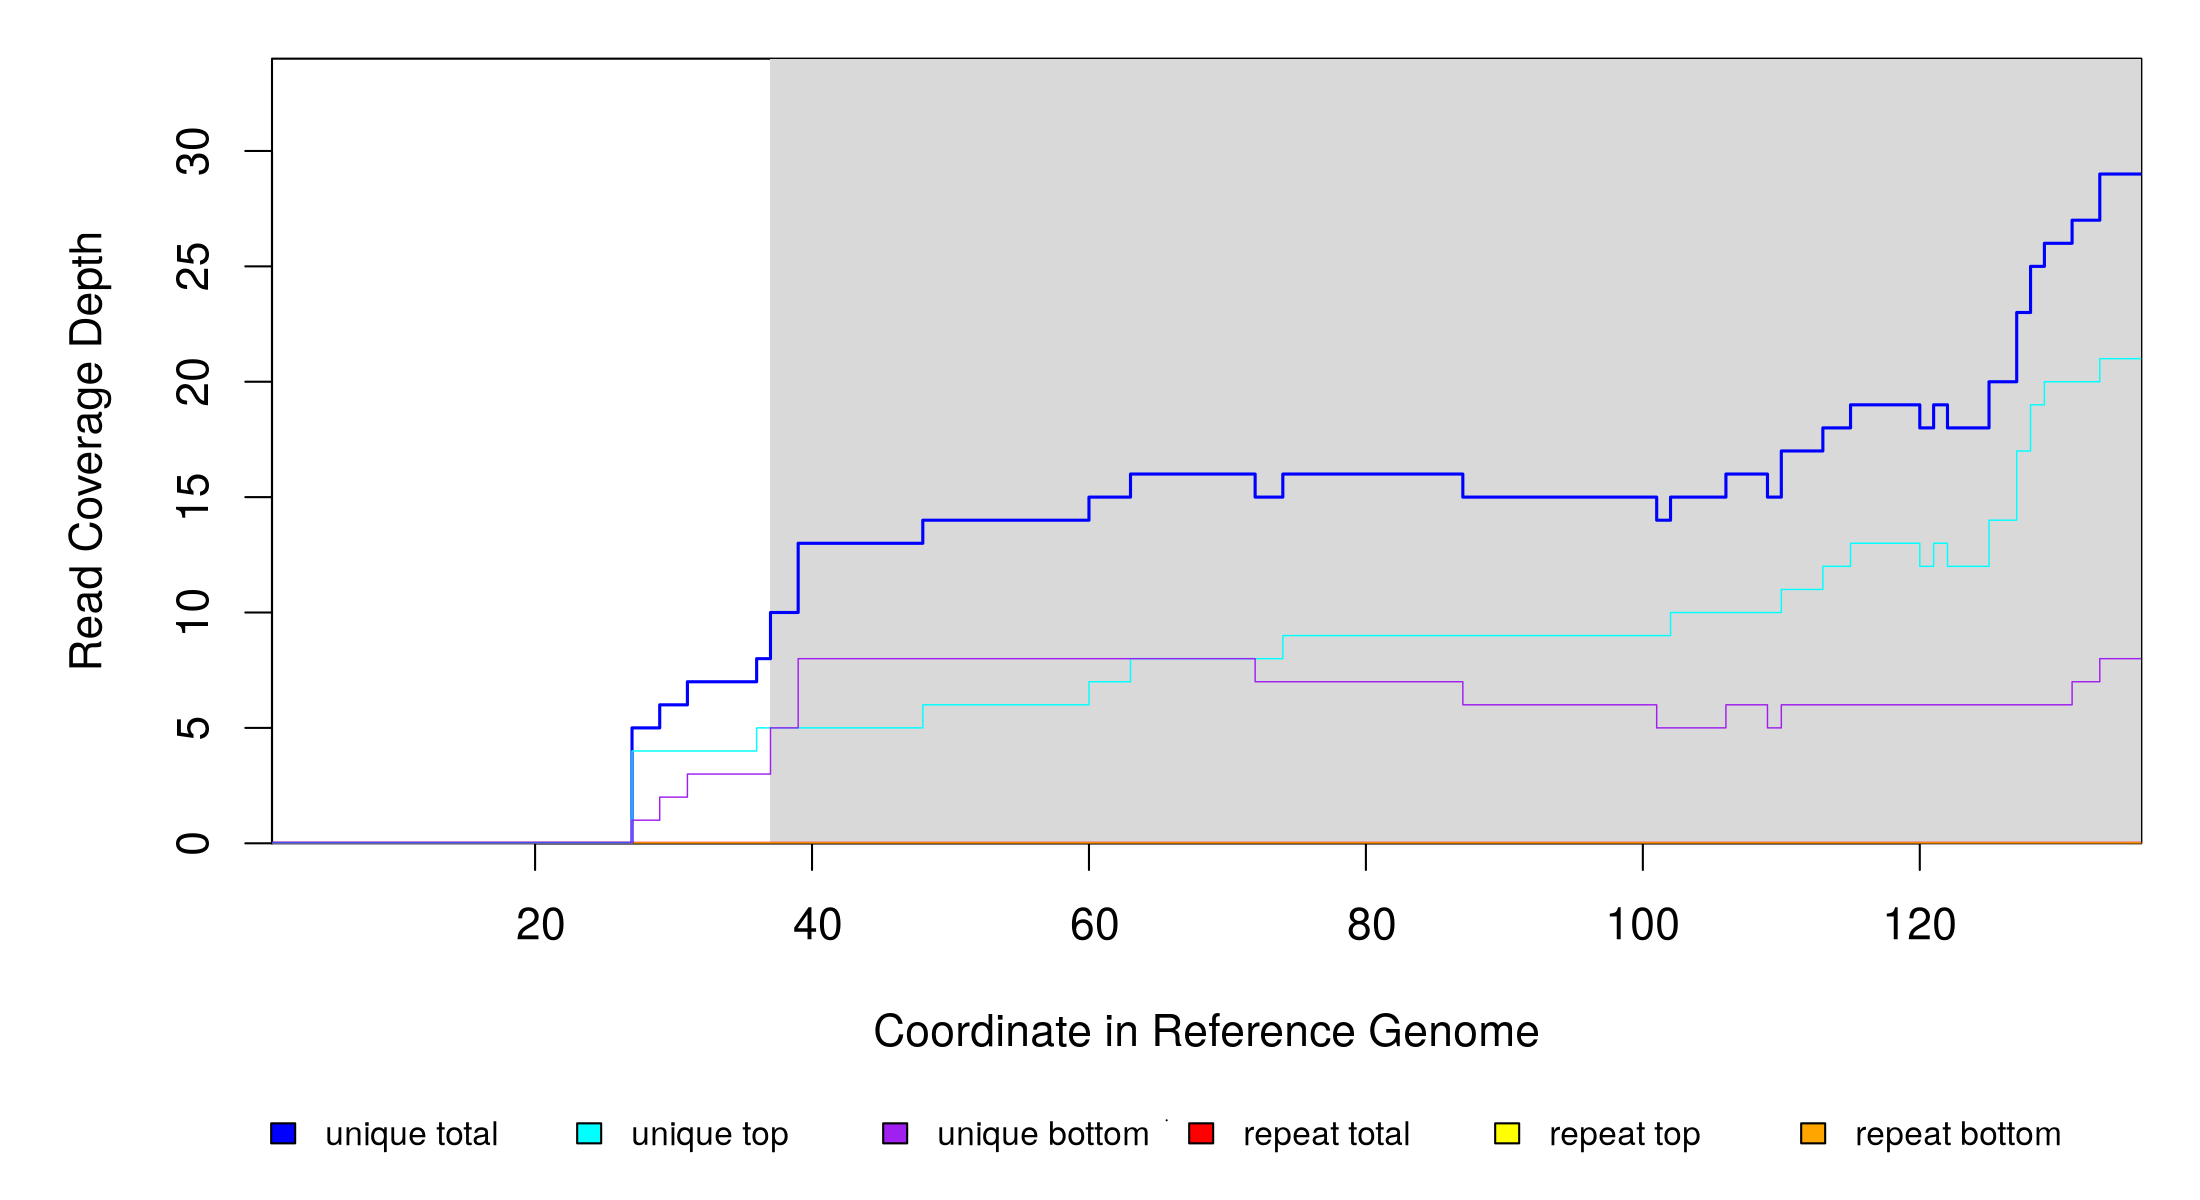 Read Coverage Depth
30
25
20
15
10
5
0
20 40 60 80 100 120
Coordinate in Reference Genome
unique total unique top unique bottom repeat total repeat top repeat bottom